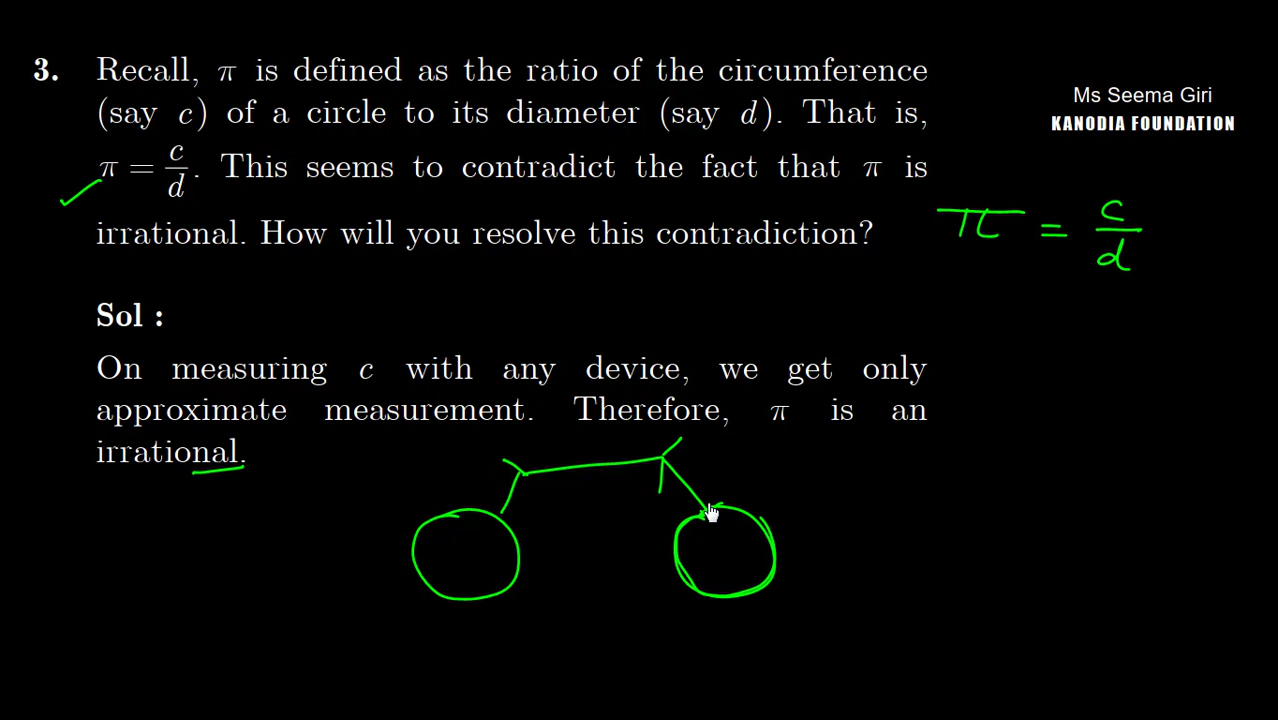 3. Recall, π is defined as the ratio of the circumference
(say c) of a circle to its diameter (say d). That is,
π = c/d. This seems to contradict the fact that π is
irrational. How will you resolve this contradiction?
Ms Seema Giri
KANODIA FOUNDATION
π = c/d
Sol :
On measuring c with any device, we get only
approximate measurement. Therefore, π is an
irrational.